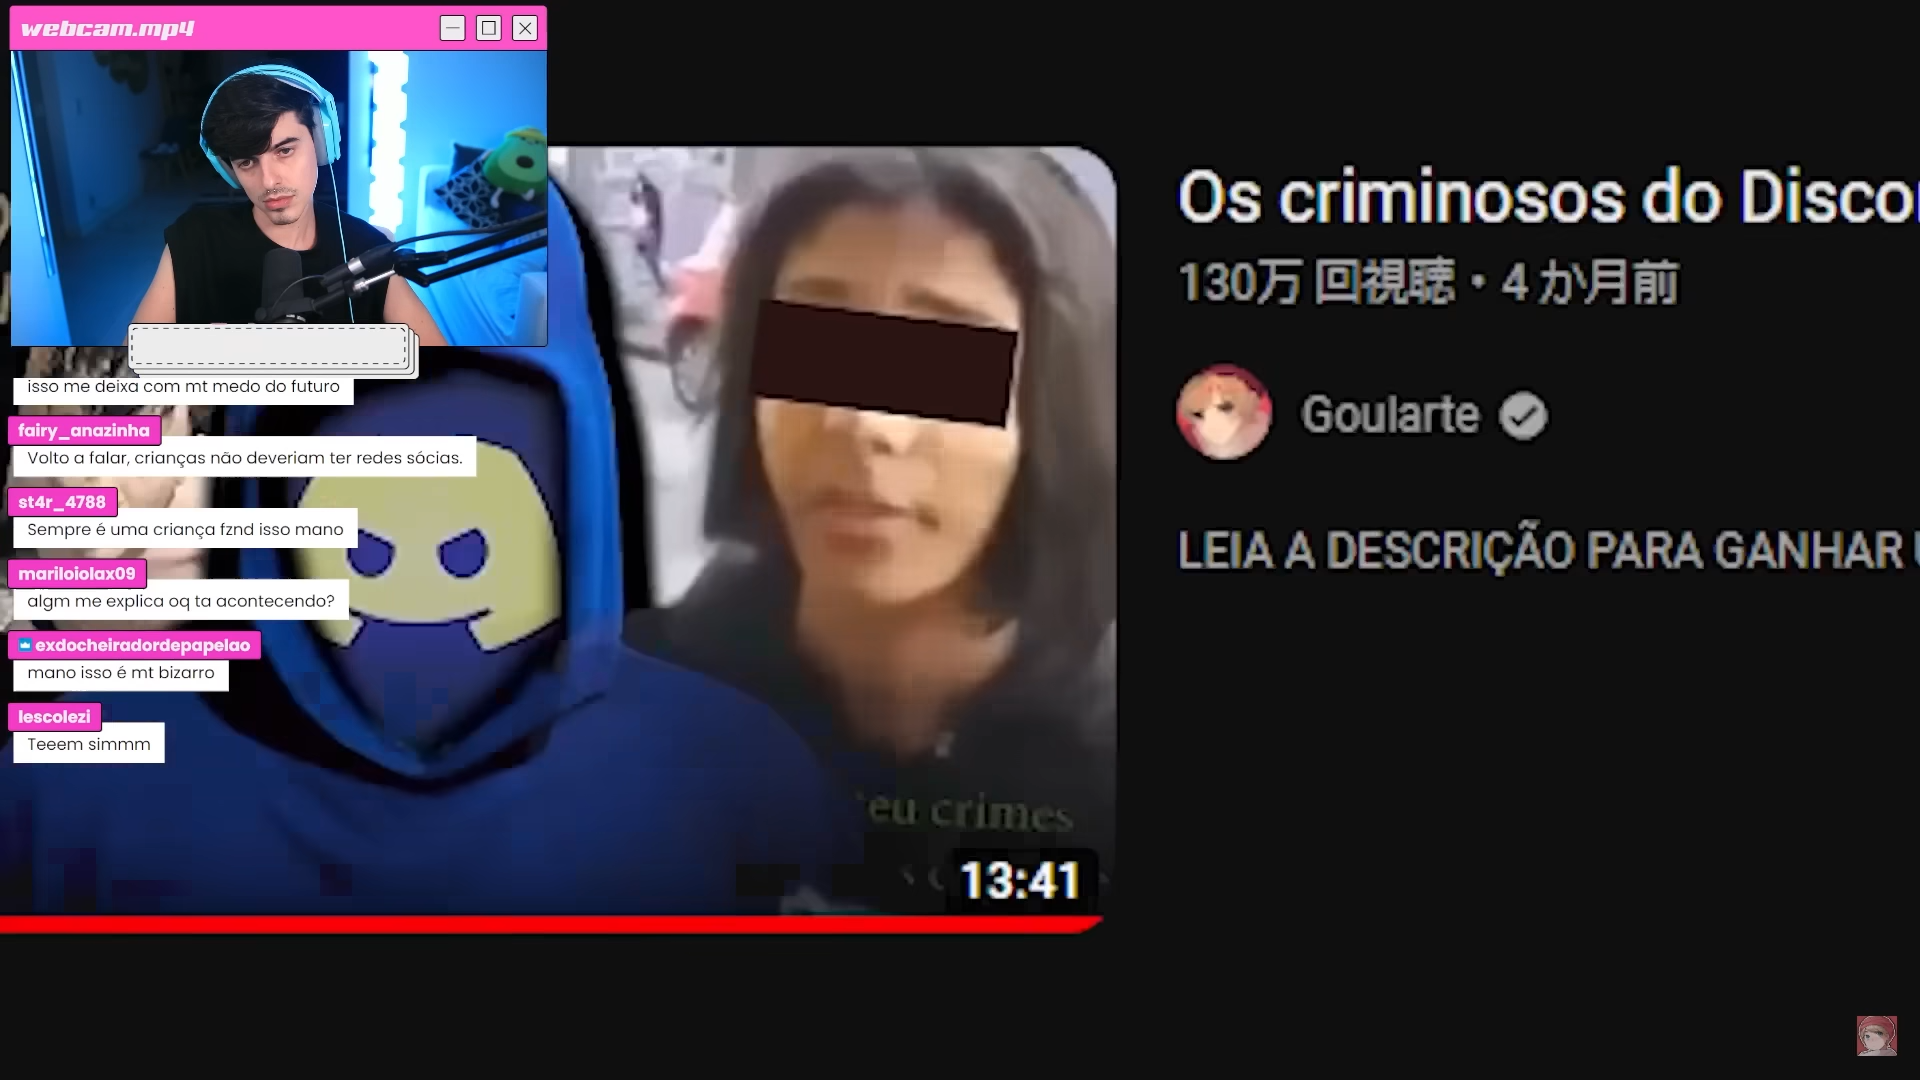 webcam.mp4
isso me deixa com mt medo do futuro
fairy_anazinha
Volto a falar, crianças não deveriam ter redes sócias.
st4r_4788
Sempre é uma criança fznd isso mano
mariloiolax09
algm me explica oq ta acontecendo?
exdocheiradordepapelao
mano isso é mt bizarro
lescolezi
Teeem simmm
eu crimes
13:41
Os criminosos do Disco
130万 回視聴・4 か月前
Goularte
LEIA A DESCRIÇÃO PARA GANHAR